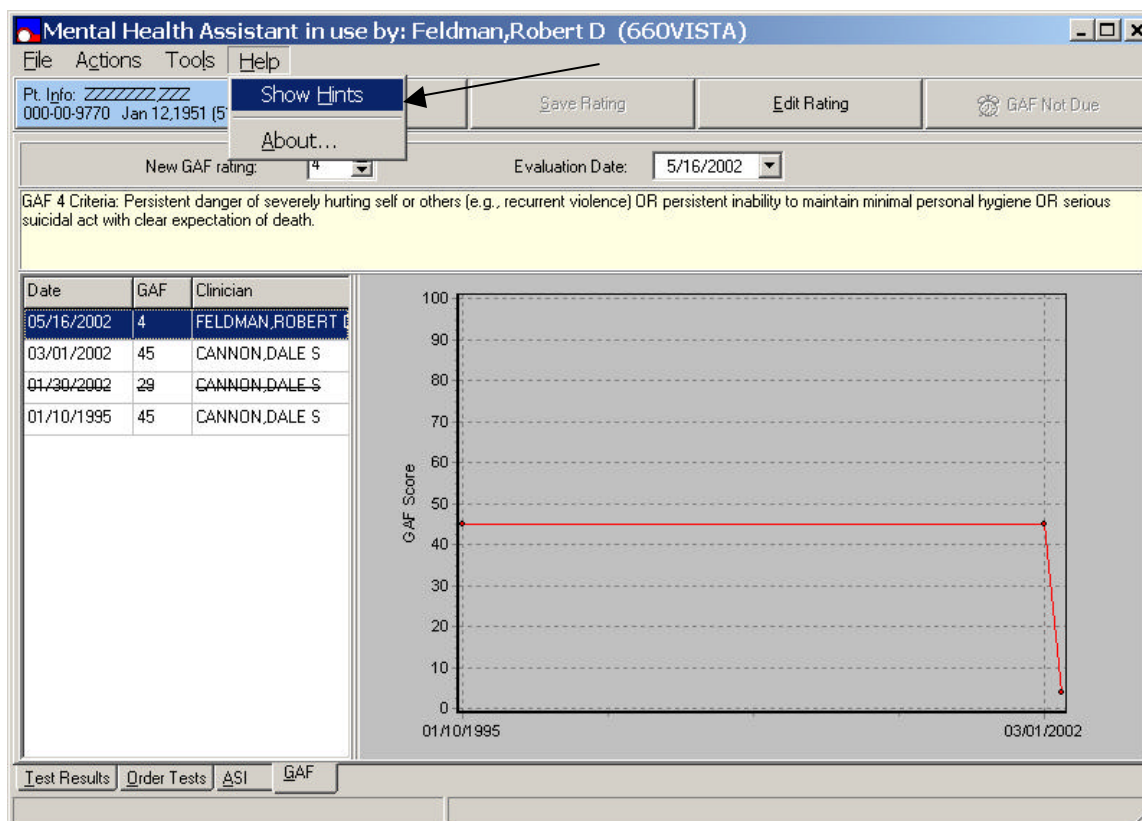 Mental Health Assistant in use by: Feldman,Robert D (660VISTA)
File Actions Tools Help
Show Hints
About...
Pt. Info: ZZZZZZZ,ZZZ
000-00-9770 Jan 12,1951 (5
Save Rating
Edit Rating
GAF Not Due
New GAF rating: 4
Evaluation Date: 5/16/2002
GAF 4 Criteria: Persistent danger of severely hurting self or others (e.g., recurrent violence) OR persistent inability to maintain minimal personal hygiene OR serious
suicidal act with clear expectation of death.
Date GAF Clinician
05/16/2002 4 FELDMAN,ROBERT
03/01/2002 45 CANNON,DALE S
01/30/2002 29 CANNON,DALE S
01/10/1995 45 CANNON,DALE S
GAF Score
100
90
80
70
60
50
40
30
20
10
0
01/10/1995 03/01/2002
Test Results Order Tests ASI GAF